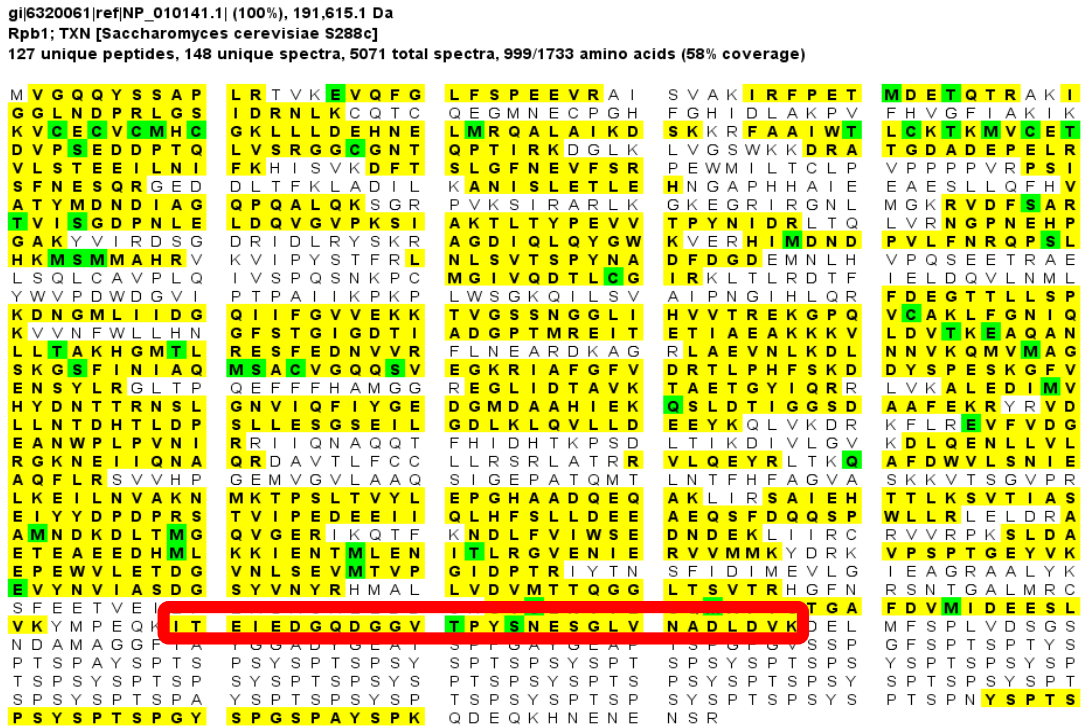 gi|6320061|ref|NP_010141.1| (100%), 191,615.1 Da
Rpb1; TXN [Saccharomyces cerevisiae S288c]
127 unique peptides, 148 unique spectra, 5071 total spectra, 999/1733 amino acids (58% coverage)
MVGQQYSSAP LRTVKEVQFG LFSPEEVRAI SVAKIRFPET MDETQTRAKI
GGLNDPRLGS IDRNLKCQTC QEGMNECPGH FGHIDLAKPV FHVGFIAKIK
KVCECVCMHC GKLLLDEHNE LMRQALAIKD SKKRFAAIWT LCKTKMVCET
DVPSEDDPTQ LVSRGGCGNT QPTIRKDGLK LVGSWKKDRA TGDADEPELR
VLSTEEILNI FKHISVKDFT SLGFNEVFSR PEWMILTCLP VPPPPVRPSI
SFNESQRGED DLTFKLADIL KANISLETLE HNGAPHHAIE EAESLLQFHV
ATYMDNDIAG QPQALQKSGR PVKSIRARLK GKEGRIRGNL MGKRVDFSAR
TVISGDPNLE LDQVGVPKSI AKTLTYPEVV TPYNIDRLTQ LVRNGPNEHP
GAKYVIRDSG DRIDLRYSKR AGDIQLQYGW KVERHIMDND PVLFNRQPSL
HKMSMMAHRV KVIPYSTFRL NLSVTSPYNA DFDGDEMNLH VPQSEETRAE
LSQLCAVPLQ IVSPQSNKPC MGIVQDTLCG IRKLTLRDTF IELDQVLNML
YWVPDWDGVI PTPAIIKPKP LWSGKQILSV AIPNGIHLQR FDEGTTLLSP
KDNGMLIIDG QIIFGVVEKK TVGSSNGGLI HVVTREKGPQ VCAKLFGNIQ
KVVNFWLLHN GFSTGIGDTI ADGPTMREIT ETIAEAKKKV LDVTKEAQAN
LLTAKHGMTL RESFEDNVVR FLNEARDKAG RLAEVNLKDL NNVKQMVMAG
SKGSFINIAQ MSACVGQQSV EGKRIAFGFV DRTLPHFSKD DYSPESKGFV
ENSYLRGLTP QEFFFHAMGG REGLIDTAVK TAETGYIQRR LVKALEDIMV
HYDNTTRNSL GNVIQFIYGE DGMDAAHIEK QSLDTIGGSD AAFEKRYRVD
LLNTDHTLDP SLLESGSEIL GDLKLQVLLD EEYKQLVKDR KFLREVFVDG
EANWPLPVNI RRIIQNAQQT FHIDHTKPSD LTIKDIVLGV KDLQENLLVL
RGKNEIIQNA QRDAVTLFCC LLRSRLATRR VLQEYRLTKQ AFDWVLSNIE
AQFLRSVVHP GEMVGVLAAQ SIGEPATQMT LNTFHFAGVA SKKVTSGVPR
LKEILNVAKN MKTPSLTVYL EPGHAADQEQ AKLIRSAIEH TTLKSVTIAS
EIYYDPDPRS TVIPEDEEII QLHFSLLDEE AEQSFDQQSP WLLRLELDRA
AMNDKDLTMG QVGERIKQTF KNDLFVIWSE DNDEKLIIRC RVVRPKSLDA
ETEAEEDHML KKIENTMLEN ITLRGVENIE RVVMMKYDRK VPSPTGEYVK
EPEWVLETDG VNLSEVMTVP GIDPTRIYTN SFIDIMEVLG IEAGRAALYK
EVYNVIASDG SYVNYRHMAL LVDVMTTQGG LTSVTRHGFN RSNTGALMRC
SFEETVEI TGA FDVMIDEESL
VKYMPEQKIT EIEDGQDGGV TPYSNESGLV NADLDVKDEL MFSPLVDSGS
NDAMAGGF VSSP GFSPTSPTYS
PTSPAYSPTS PSYSPTSPSY SPTSPSYSPT SPSYSPTSPS YSPTSPSYSP
TSPSYSPTSP SYSPTSPSYS PTSPSYSPTS PSYSPTSPSY SPTSPSYSPT
SPSYSPTSPA YSPTSPSYSP TSPSYSPTSP SYSPTSPSYS PTSPNYSPTS
PSYSPTSPGY SPGSPAYSPK QDEQKHNENE NSR